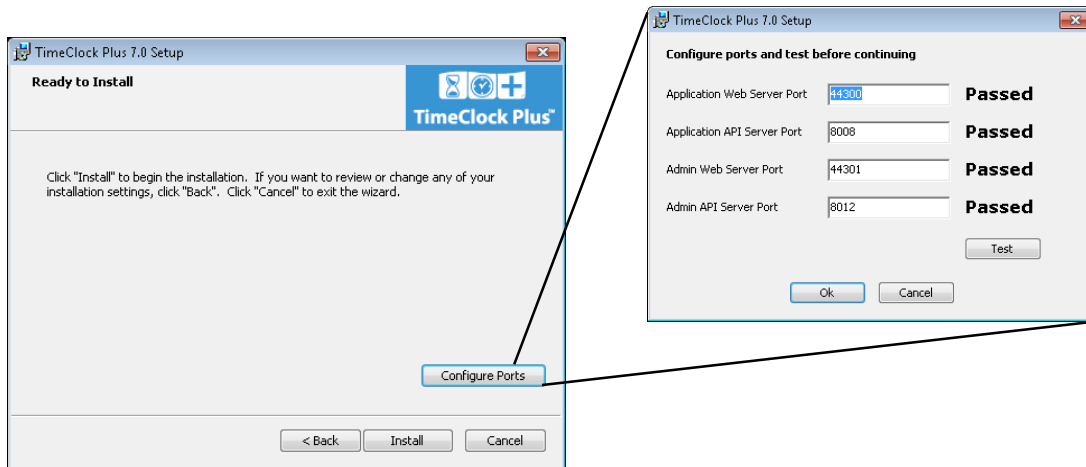 TimeClock Plus 7.0 Setup
Ready to Install
TimeClock Plus™
Click "Install" to begin the installation.  If you want to review or change any of your
installation settings, click "Back".  Click "Cancel" to exit the wizard.
Configure Ports
< Back
Install
Cancel
TimeClock Plus 7.0 Setup
Configure ports and test before continuing
Application Web Server Port 44300 Passed
Application API Server Port 8008 Passed
Admin Web Server Port 44301 Passed
Admin API Server Port 8012 Passed
Test
Ok
Cancel